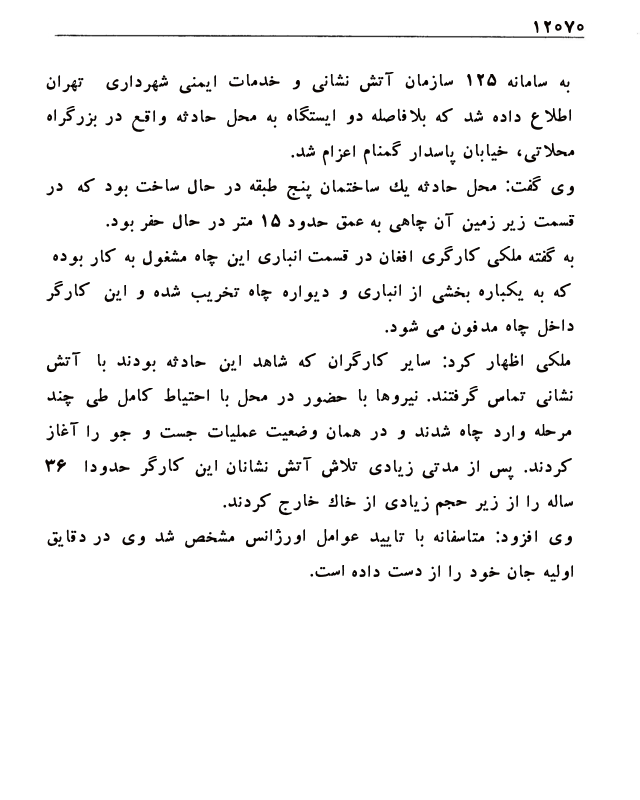 ۱۲۰۷۰
به سامانه ۱۲۵ سازمان آتش نشانی و خدمات ایمنی شهرداری تهران
اطلاع داده شد که بلافاصله دو ایستگاه به محل حادثه واقع در بزرگراه
محلاتی، خیابان پاسدار گمنام اعزام شد.
وی گفت: محل حادثه یك ساختمان پنج طبقه در حال ساخت بود که در
قسمت زیر زمین آن چاهی به عمق حدود ۱۵ متر در حال حفر بود.
به گفته ملکی کارگری افغان در قسمت انباری این چاه مشغول به کار بوده
که به یکباره بخشی از انباری و دیواره چاه تخریب شده و این کارگر
داخل چاه مدفون می شود.
ملکی اظهار کرد: سایر کارگران که شاهد این حادثه بودند با آتش
نشانی تماس گرفتند. نیروها با حضور در محل با احتیاط کامل طی چند
مرحله وارد چاه شدند و در همان وضعیت عملیات جست و جو را آغاز
کردند. پس از مدتی زیادی تلاش آتش نشانان این کارگر حدودا ۳۶
ساله را از زیر حجم زیادی از خاك خارج کردند.
وی افزود: متاسفانه با تایید عوامل اورژانس مشخص شد وی در دقایق
اولیه جان خود را از دست داده است.